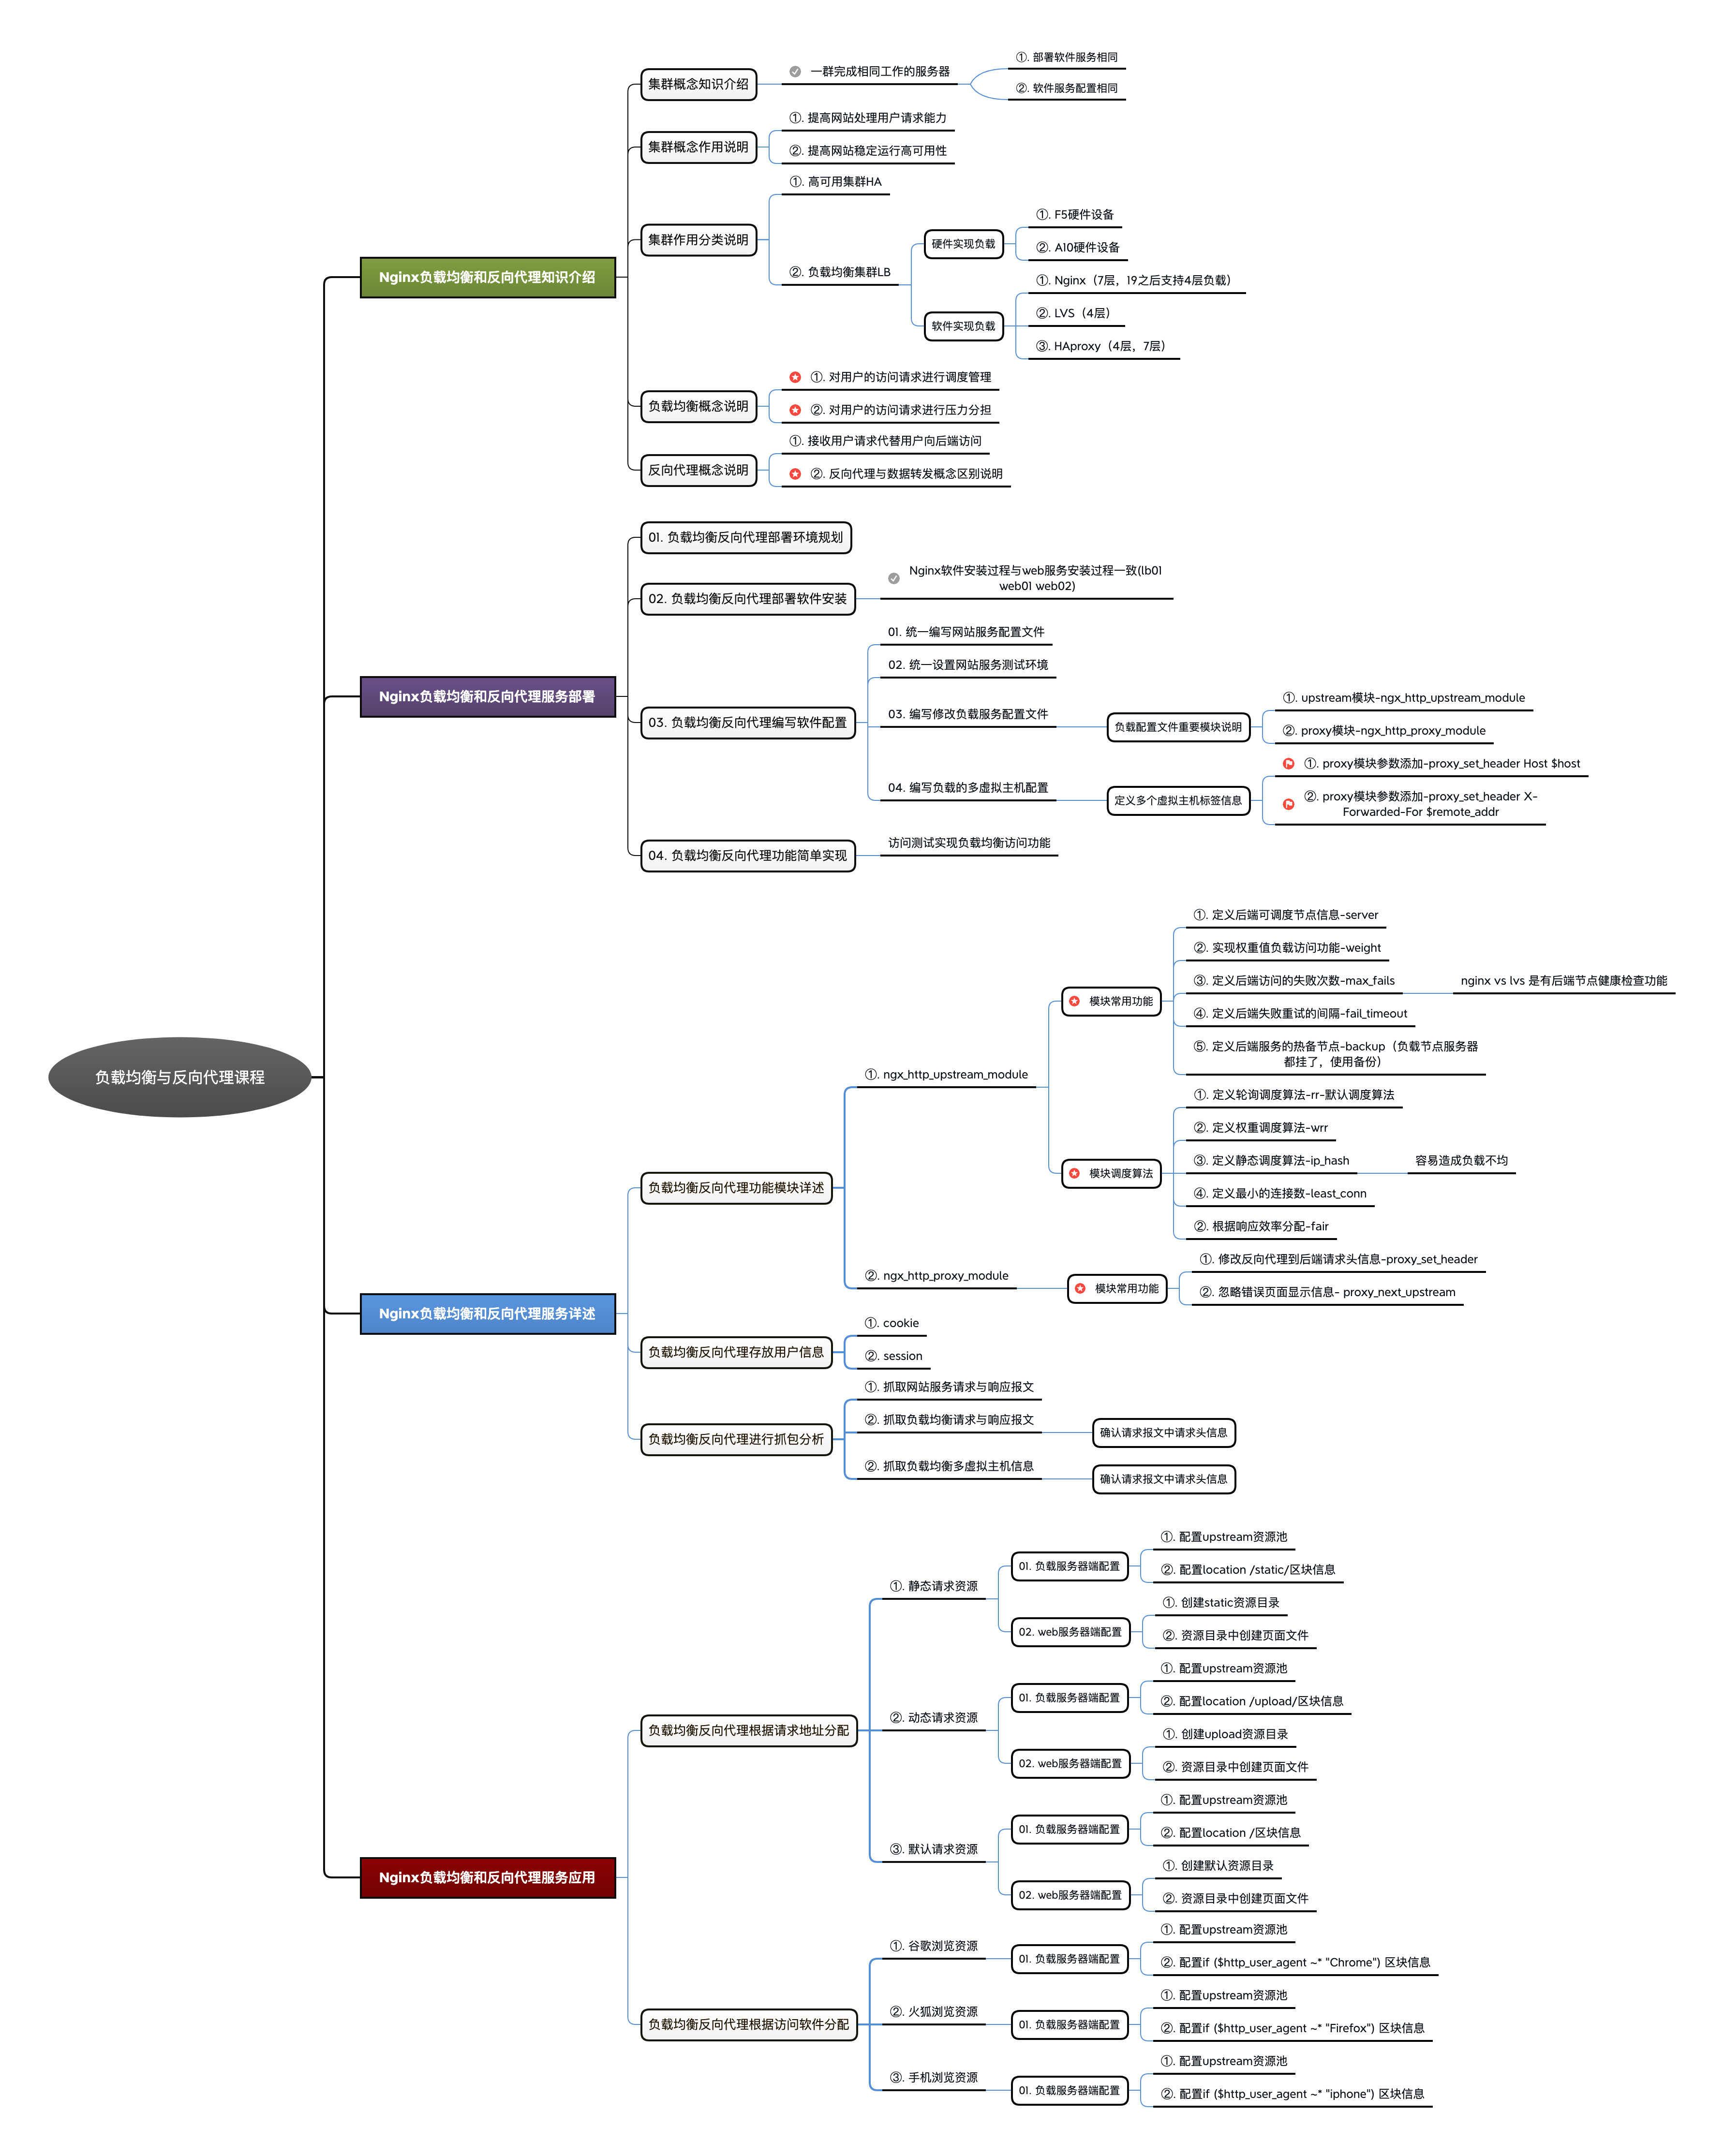 负载均衡与反向代理课程
Nginx负载均衡和反向代理知识介绍
集群概念知识介绍
一群完成相同工作的服务器
①. 部署软件服务相同
②. 软件服务配置相同
集群概念作用说明
①. 提高网站处理用户请求能力
②. 提高网站稳定运行高可用性
集群作用分类说明
①. 高可用集群HA
②. 负载均衡集群LB
硬件实现负载
①. F5硬件设备
②. A10硬件设备
软件实现负载
①. Nginx（7层，19之后支持4层负载）
②. LVS（4层）
③. HAproxy（4层，7层）
负载均衡概念说明
①. 对用户的访问请求进行调度管理
②. 对用户的访问请求进行压力分担
反向代理概念说明
①. 接收用户请求代替用户向后端访问
②. 反向代理与数据转发概念区别说明
Nginx负载均衡和反向代理服务部署
01. 负载均衡反向代理部署环境规划
02. 负载均衡反向代理部署软件安装
Nginx软件安装过程与web服务安装过程一致(lb01
web01 web02)
03. 负载均衡反向代理编写软件配置
01. 统一编写网站服务配置文件
02. 统一设置网站服务测试环境
03. 编写修改负载服务配置文件
负载配置文件重要模块说明
①. upstream模块-ngx_http_upstream_module
②. proxy模块-ngx_http_proxy_module
04. 编写负载的多虚拟主机配置
定义多个虚拟主机标签信息
①. proxy模块参数添加-proxy_set_header Host $host
②. proxy模块参数添加-proxy_set_header X-
Forwarded-For $remote_addr
04. 负载均衡反向代理功能简单实现
访问测试实现负载均衡访问功能
Nginx负载均衡和反向代理服务详述
负载均衡反向代理功能模块详述
①. ngx_http_upstream_module
模块常用功能
①. 定义后端可调度节点信息-server
②. 实现权重值负载访问功能-weight
③. 定义后端访问的失败次数-max_fails
nginx vs lvs 是有后端节点健康检查功能
④. 定义后端失败重试的间隔-fail_timeout
⑤. 定义后端服务的热备节点-backup（负载节点服务器
都挂了，使用备份）
模块调度算法
①. 定义轮询调度算法-rr-默认调度算法
②. 定义权重调度算法-wrr
③. 定义静态调度算法-ip_hash
容易造成负载不均
④. 定义最小的连接数-least_conn
②. 根据响应效率分配-fair
②. ngx_http_proxy_module
模块常用功能
①. 修改反向代理到后端请求头信息-proxy_set_header
②. 忽略错误页面显示信息- proxy_next_upstream
负载均衡反向代理存放用户信息
①. cookie
②. session
负载均衡反向代理进行抓包分析
①. 抓取网站服务请求与响应报文
②. 抓取负载均衡请求与响应报文
确认请求报文中请求头信息
②. 抓取负载均衡多虚拟主机信息
确认请求报文中请求头信息
Nginx负载均衡和反向代理服务应用
负载均衡反向代理根据请求地址分配
①. 静态请求资源
01. 负载服务器端配置
①. 配置upstream资源池
②. 配置location /static/区块信息
02. web服务器端配置
①. 创建static资源目录
②. 资源目录中创建页面文件
②. 动态请求资源
01. 负载服务器端配置
①. 配置upstream资源池
②. 配置location /upload/区块信息
02. web服务器端配置
①. 创建upload资源目录
②. 资源目录中创建页面文件
③. 默认请求资源
01. 负载服务器端配置
①. 配置upstream资源池
②. 配置location /区块信息
02. web服务器端配置
①. 创建默认资源目录
②. 资源目录中创建页面文件
负载均衡反向代理根据访问软件分配
①. 谷歌浏览资源
01. 负载服务器端配置
①. 配置upstream资源池
②. 配置if ($http_user_agent ~* "Chrome") 区块信息
②. 火狐浏览资源
01. 负载服务器端配置
①. 配置upstream资源池
②. 配置if ($http_user_agent ~* "Firefox") 区块信息
③. 手机浏览资源
01. 负载服务器端配置
①. 配置upstream资源池
②. 配置if ($http_user_agent ~* "iphone") 区块信息